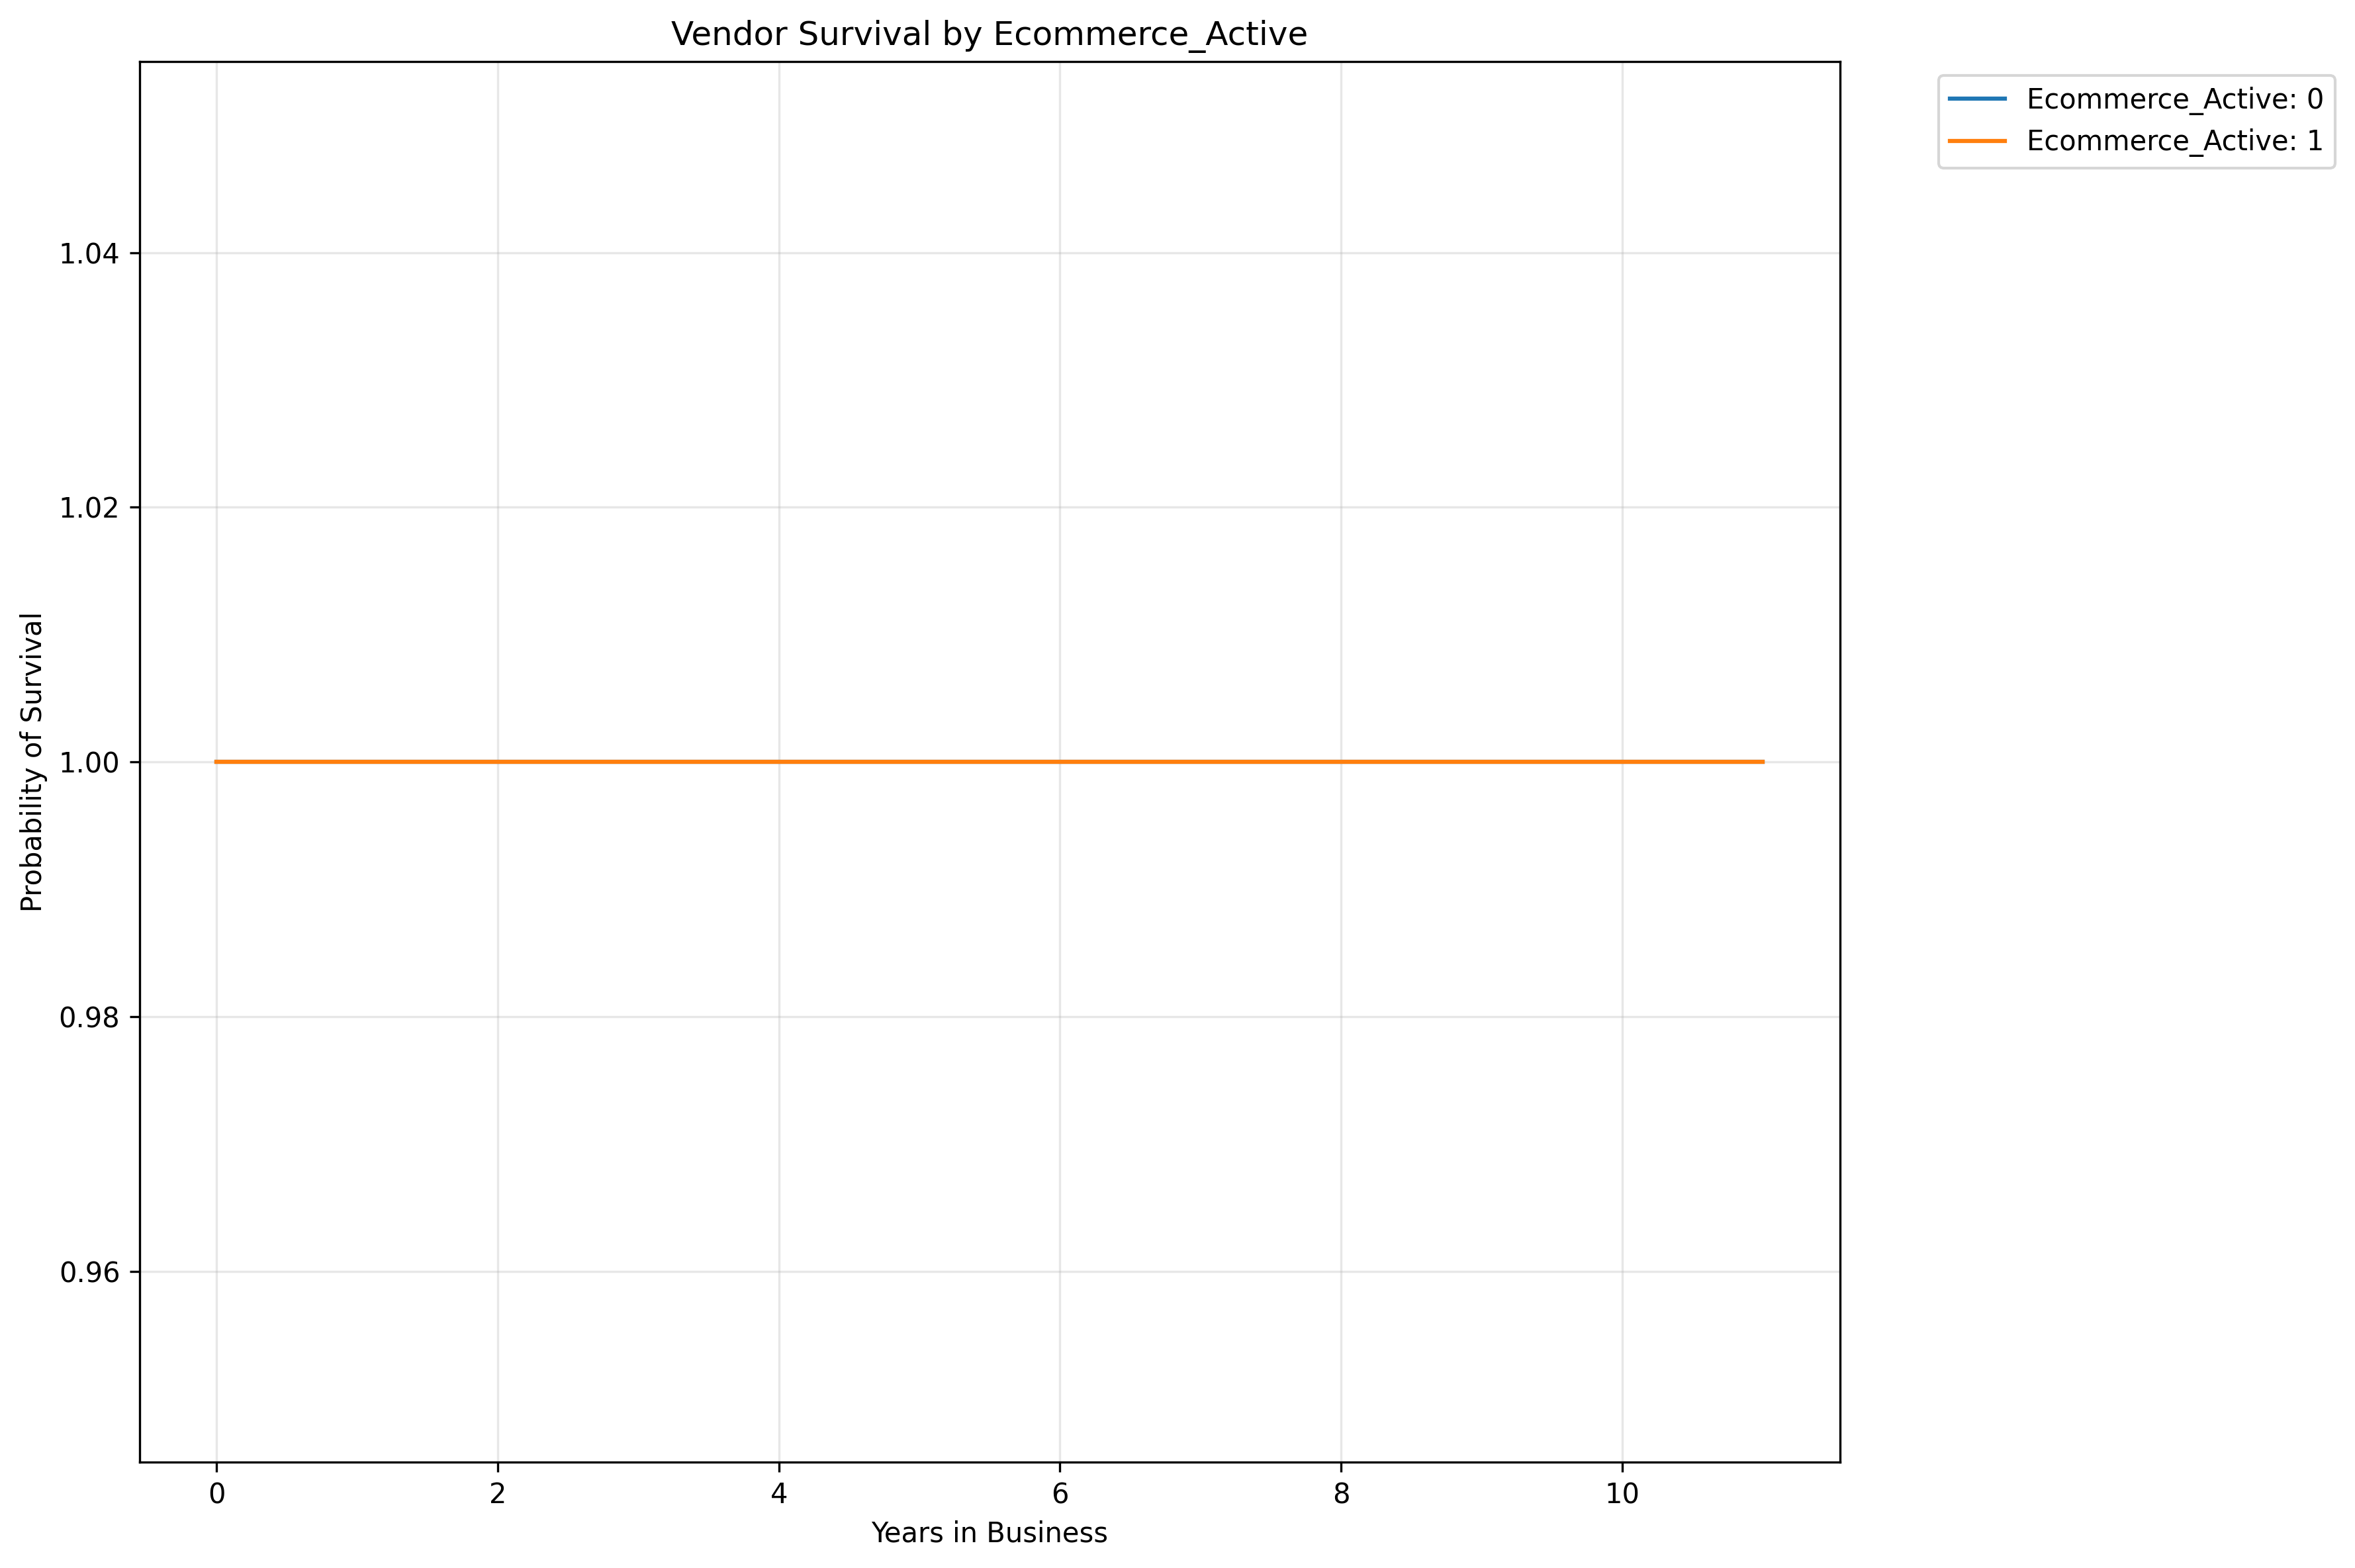 Vendor Survival by Ecommerce_Active
Ecommerce_Active: 0
Ecommerce_Active: 1
Probability of Survival
1.04
1.02
1.00
0.98
0.96
0 2 4 6 8 10
Years in Business